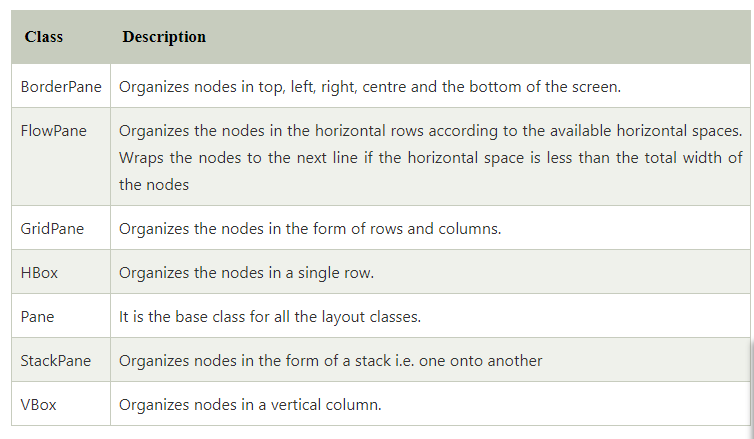 Class Description
BorderPane Organizes nodes in top, left, right, centre and the bottom of the screen.
FlowPane Organizes the nodes in the horizontal rows according to the available horizontal spaces.
Wraps the nodes to the next line if the horizontal space is less than the total width of
the nodes
GridPane Organizes the nodes in the form of rows and columns.
HBox Organizes the nodes in a single row.
Pane It is the base class for all the layout classes.
StackPane Organizes nodes in the form of a stack i.e. one onto another
VBox Organizes nodes in a vertical column.